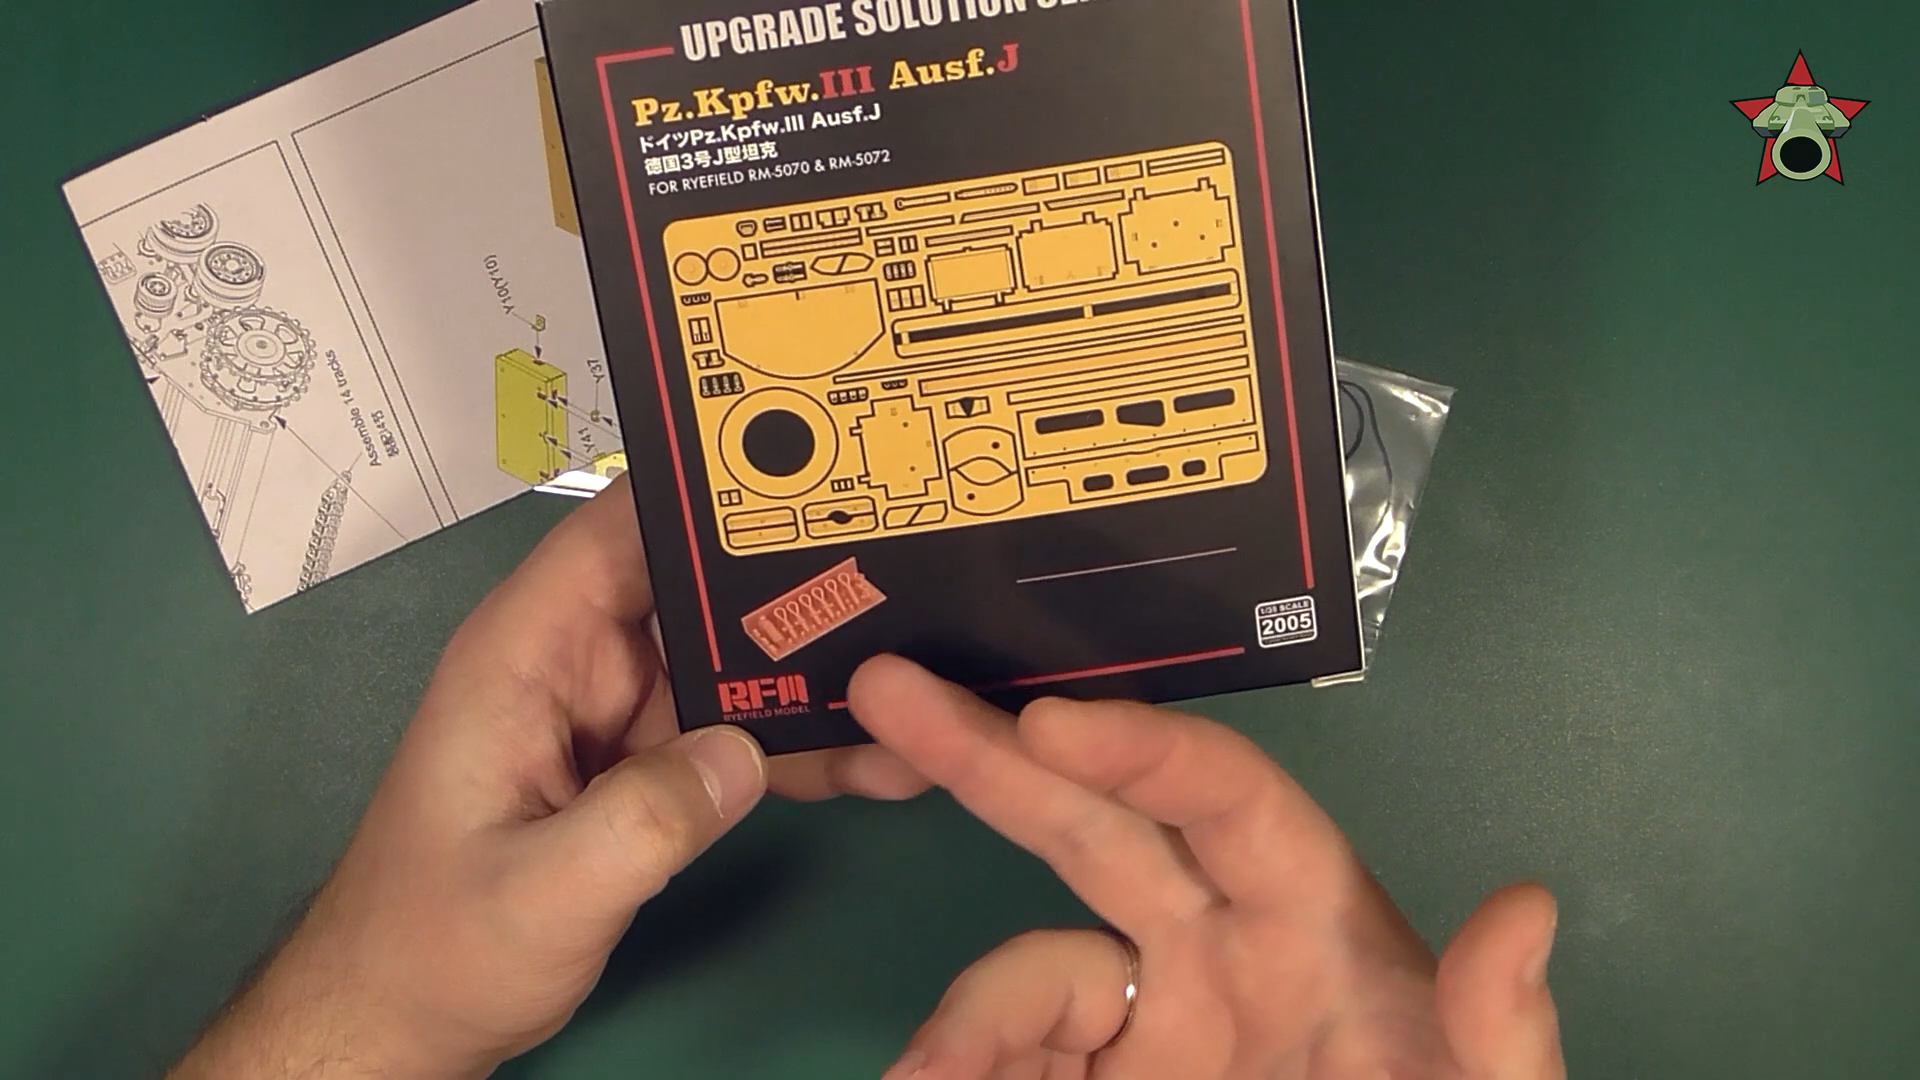 UPGRADE SOLUTION
Pz.Kpfw.III Ausf.J
ドイツPz.Kpfw.III Ausf.J
德国3号J型坦克
FOR RYEFIELD RM-5070 & RM-5072
1/35 SCALE
2005
RFM
RYEFIELD MODEL
Y10(Y10)
Y37
Y41
Assemble 14 tracks